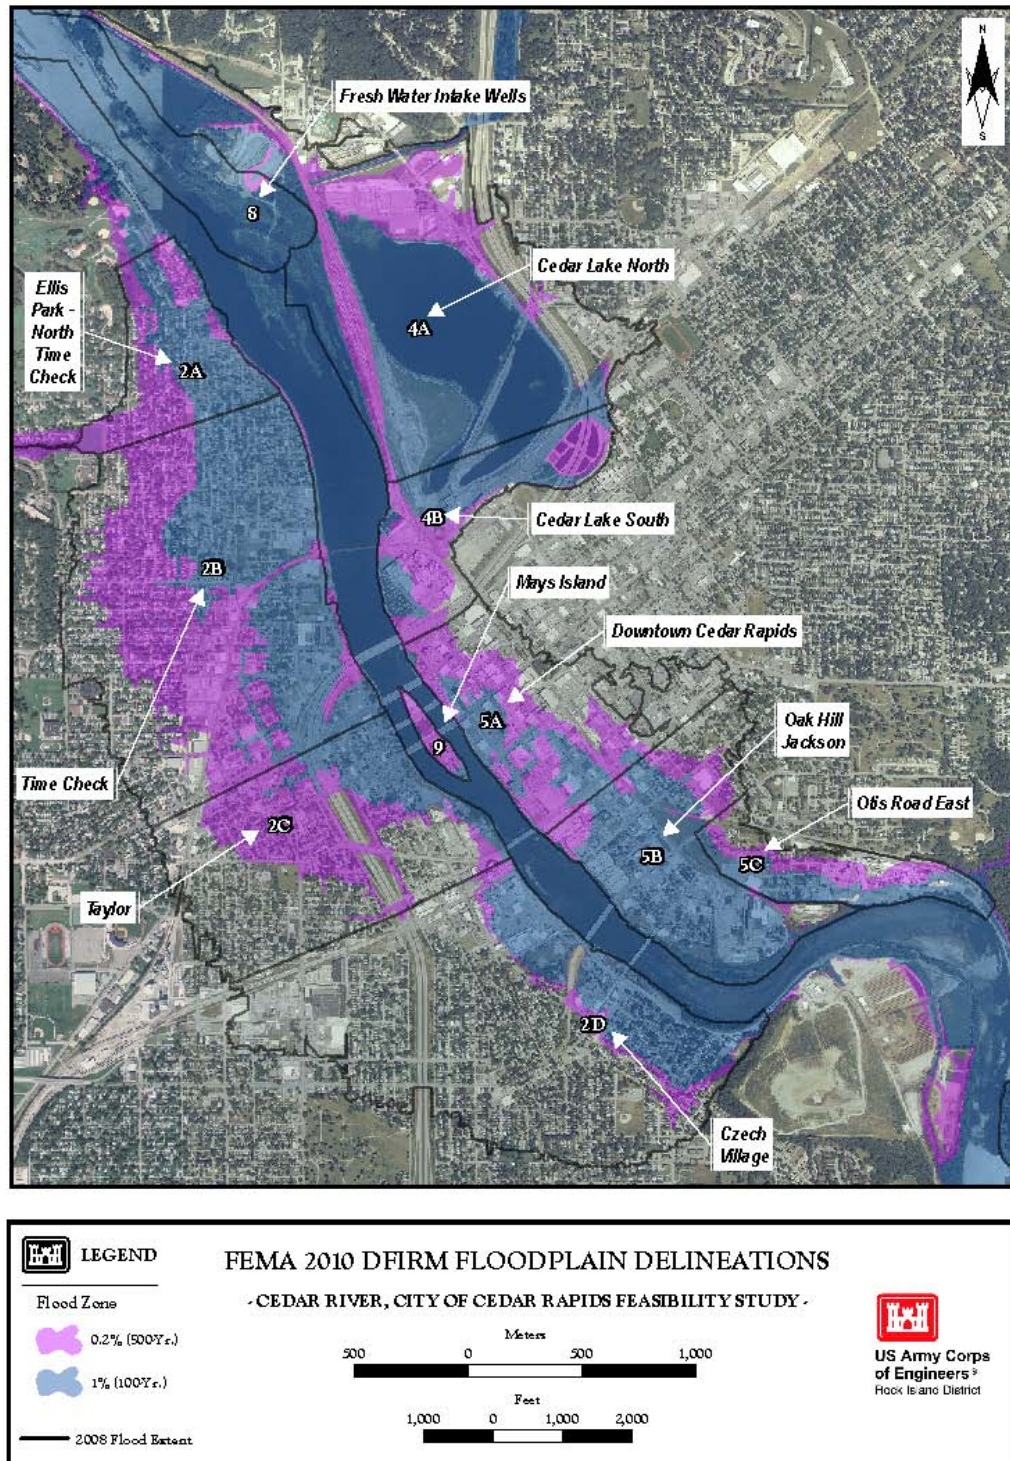 N
S
Fresh Water Intake Wells
8
Cedar Lake North
4A
Ellis
Park -
North
Time
Check
2A
4B
Cedar Lake South
2B
Mays Island
Downtown Cedar Rapids
5A
Oak Hill
Jackson
9
Time Check
2C
Otis Road East
5B
5C
Taylor
2D
Czech
Village
LEGEND
Flood Zone
0.2% (500-Yr.)
1% (100-Yr.)
2008 Flood Extent
FEMA 2010 DFIRM FLOODPLAIN DELINEATIONS
- CEDAR RIVER, CITY OF CEDAR RAPIDS FEASIBILITY STUDY -
Meters
500 0 500 1,000
Feet
1,000 0 1,000 2,000
US Army Corps
of Engineers
Rock Island District